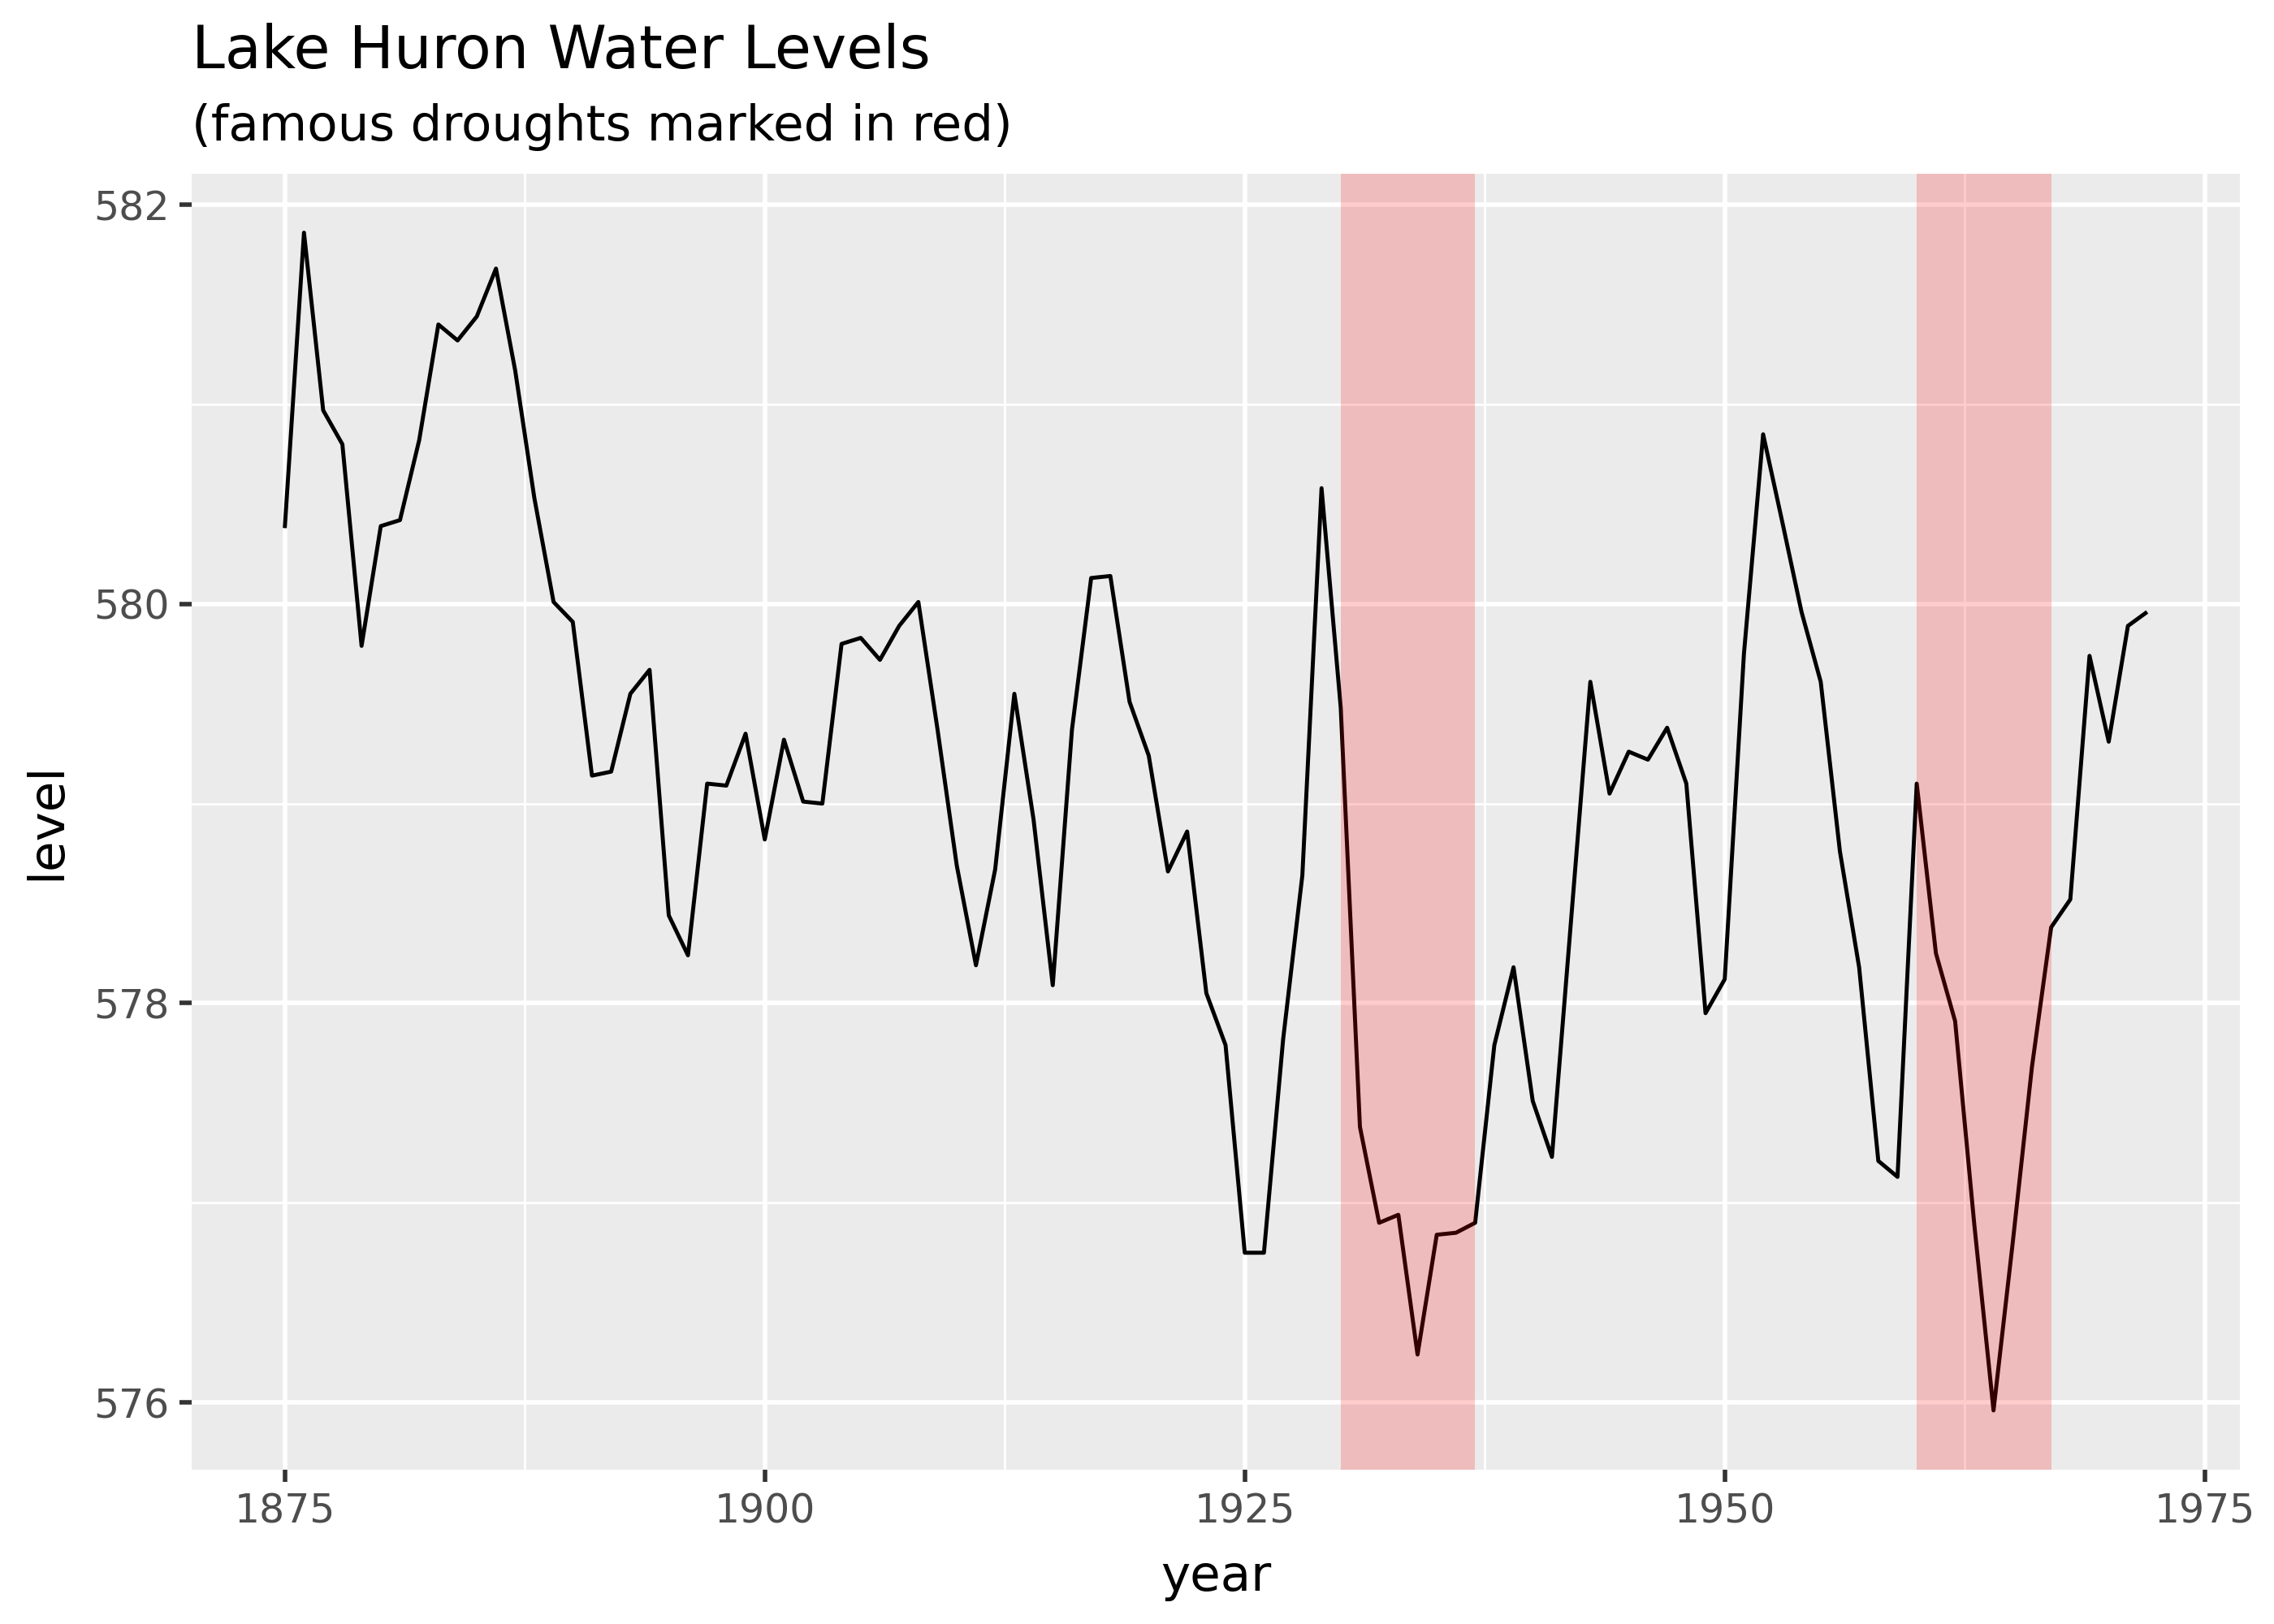 Lake Huron Water Levels
(famous droughts marked in red)
582
580
578
576
level
1875 1900 1925 1950 1975
year